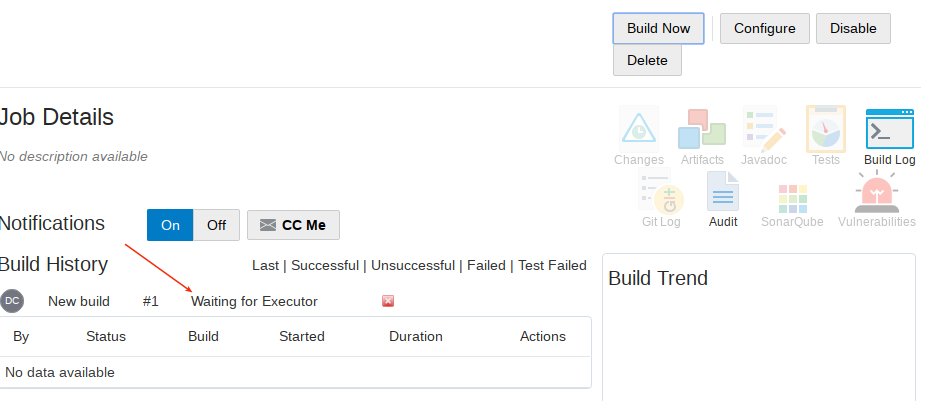 Build Now Configure Disable
Delete
Job Details
No description available
Changes Artifacts Javadoc Tests Build Log
Git Log Audit SonarQube Vulnerabilities
Notifications On Off CC Me
Build History Last | Successful | Unsuccessful | Failed | Test Failed
Build Trend
DC New build #1 Waiting for Executor
By Status Build Started Duration Actions
No data available